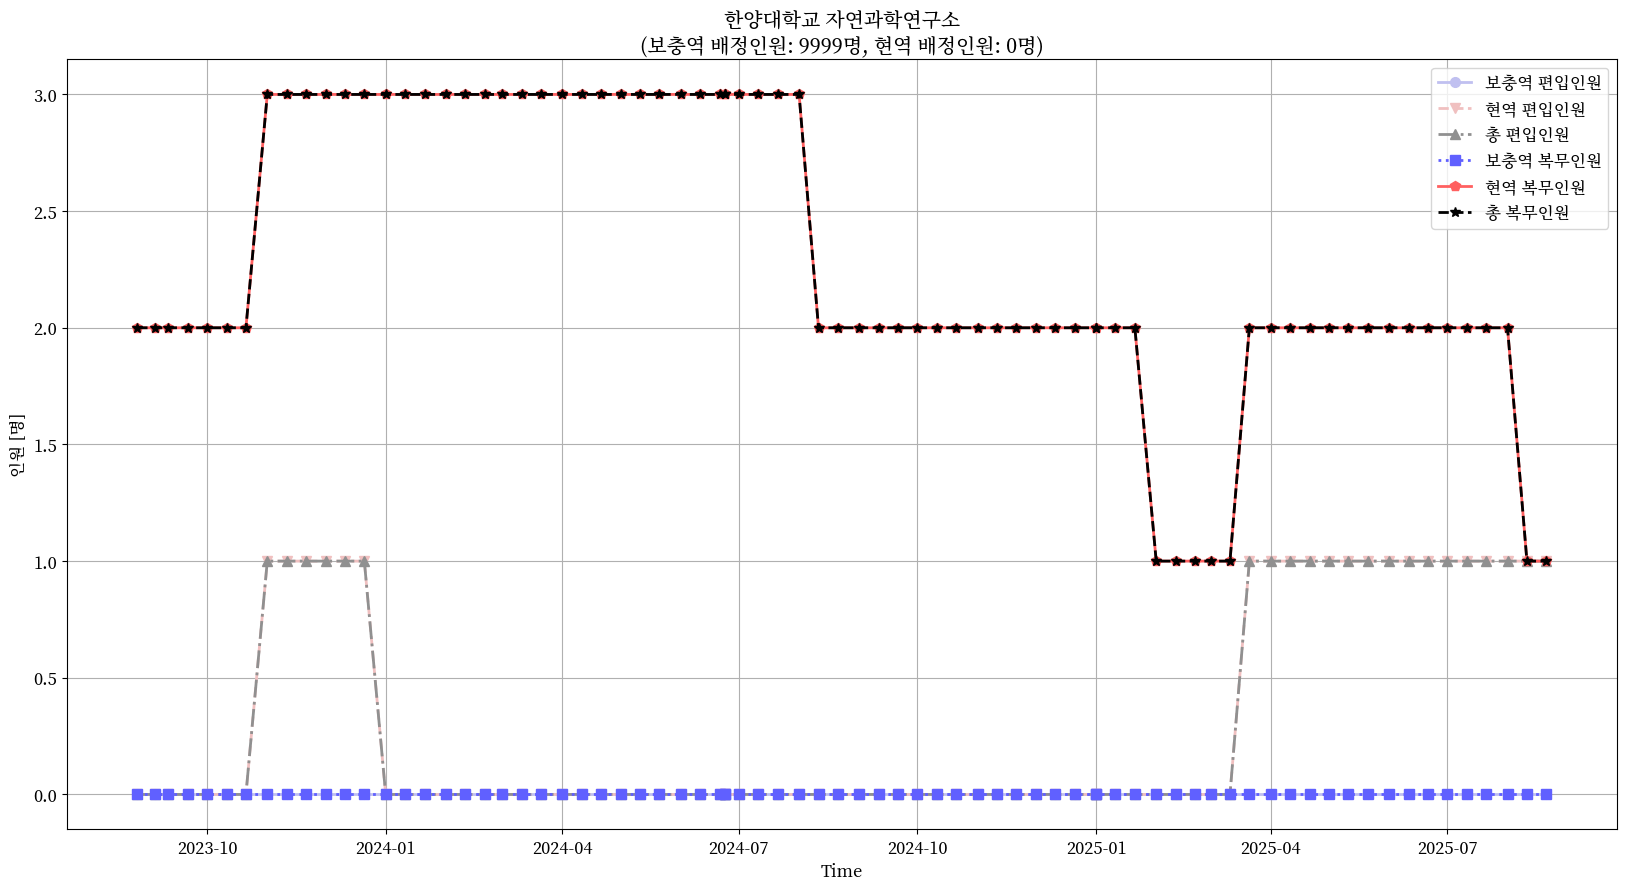 한양대학교 자연과학연구소
(보충역 배정인원: 9999명, 현역 배정인원: 0명)
보충역 편입인원
현역 편입인원
총 편입인원
보충역 복무인원
현역 복무인원
총 복무인원
인원 [명]
3.0
2.5
2.0
1.5
1.0
0.5
0.0
2023-10
2024-01
2024-04
2024-07
2024-10
2025-01
2025-04
2025-07
Time